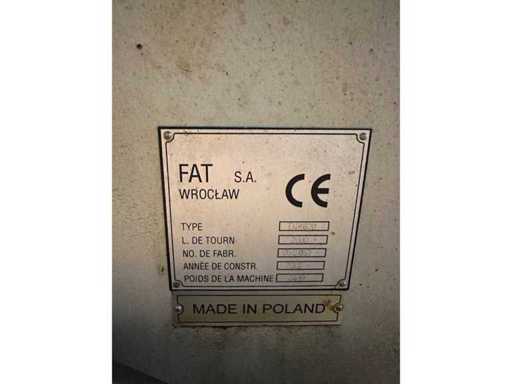 FAT S.A.
WROCŁAW
CE
TYPE
L. DE TOURN
NO. DE FABR.
ANNÉE DE CONSTR.
POIDS DE LA MACHINE
MADE IN POLAND